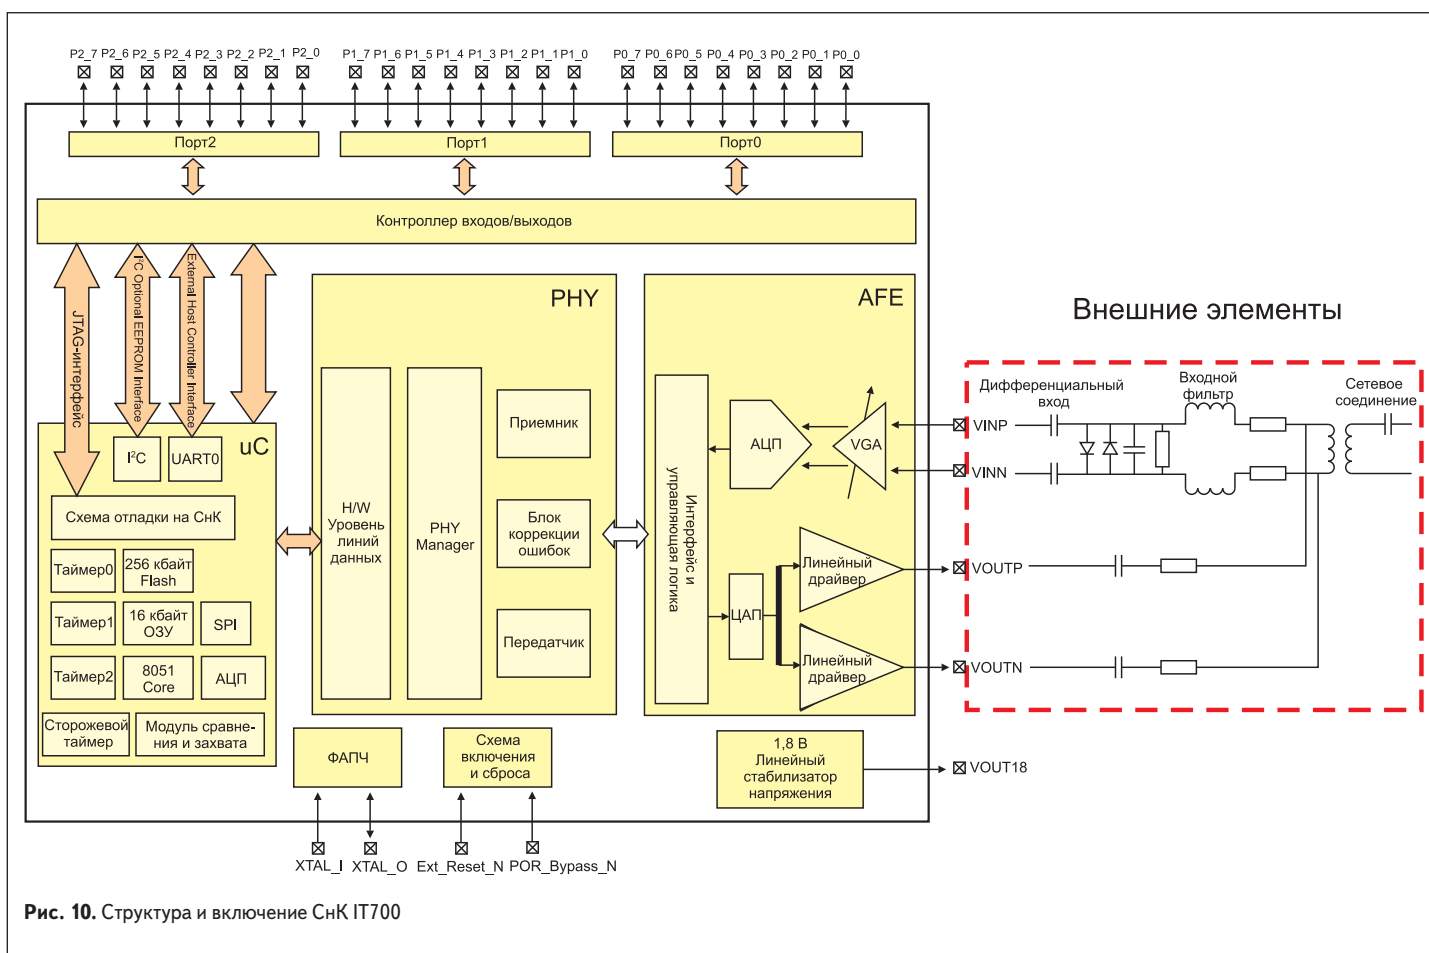 P2_7 P2_6 P2_5 P2_4 P2_3 P2_2 P2_1 P2_0
P1_7 P1_6 P1_5 P1_4 P1_3 P1_2 P1_1 P1_0
P0_7 P0_6 P0_5 P0_4 P0_3 P0_2 P0_1 P0_0
Порт2
Порт1
Порт0
Контроллер входов/выходов
JTAG-интерфейс
I²C Optional EEPROM Interface
External Host Controller Interface
uC
I²C
UART0
Схема отладки на СнК
Таймер0
256 кбайт
Flash
Таймер1
16 кбайт
ОЗУ
SPI
Таймер2
8051
Core
АЦП
Сторожевой
таймер
Модуль сравне-
ния и захвата
PHY
H/W
Уровень
линий
данных
PHY
Manager
Приемник
Блок
коррекции
ошибок
Передатчик
AFE
Интерфейс и
управляющая логика
АЦП
VGA
ЦАП
Линейный
драйвер
Линейный
драйвер
ФАПЧ
Схема
включения
и сброса
1,8 В
Линейный
стабилизатор
напряжения
XTAL_I
XTAL_O
Ext_Reset_N
POR_Bypass_N
Внешние элементы
Дифференциальный
вход
Входной
фильтр
Сетевое
соединение
VINP
VINN
VOUTP
VOUTN
VOUT18
Рис. 10. Структура и включение СнК IT700